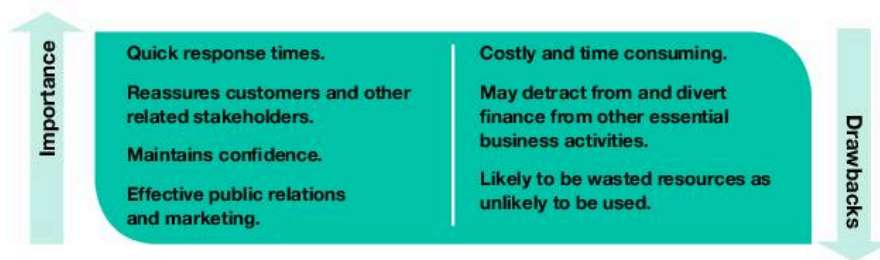 Importance
Quick response times.
Reassures customers and other
related stakeholders.
Maintains confidence.
Effective public relations
and marketing.
Costly and time consuming.
May detract from and divert
finance from other essential
business activities.
Likely to be wasted resources as
unlikely to be used.
Drawbacks